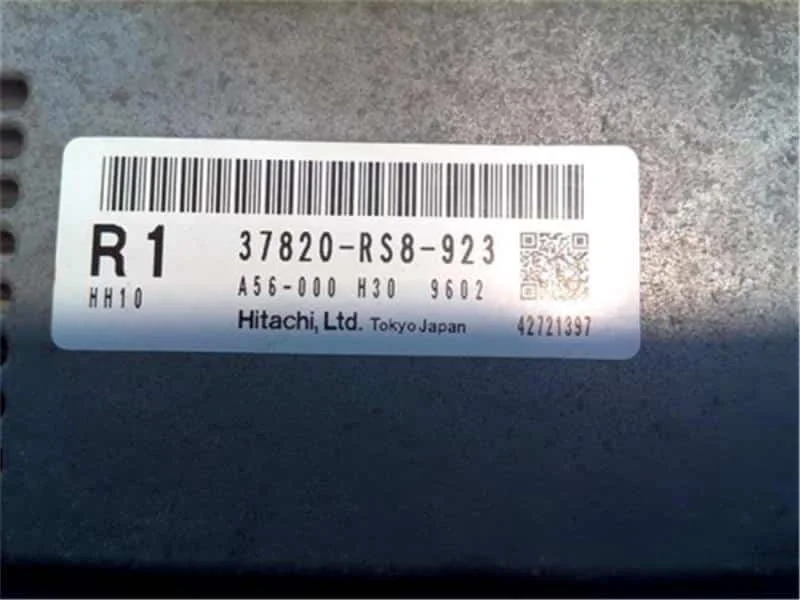 R1 37820-RS8-923
HH10 A56-000 H30 9602
Hitachi, Ltd. Tokyo Japan 42721397